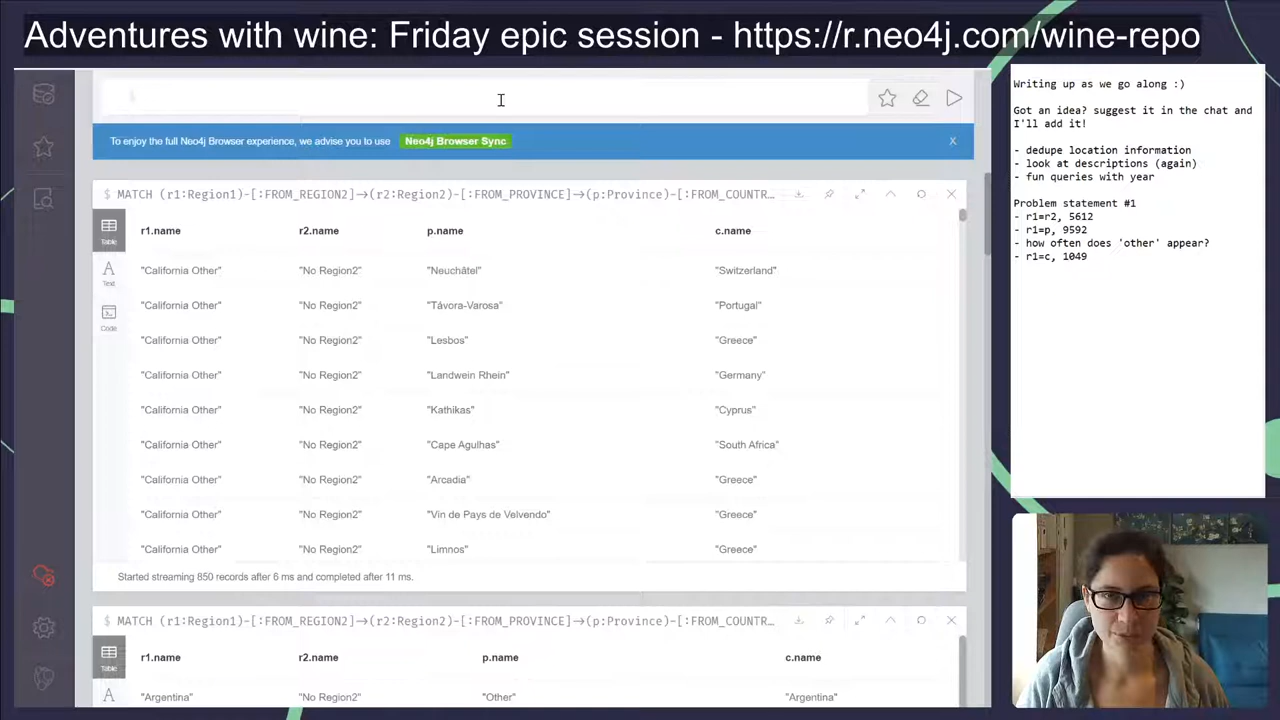 Adventures with wine: Friday epic session - https://r.neo4j.com/wine-repo
$
To enjoy the full Neo4j Browser experience, we advise you to use Neo4j Browser Sync X
$ MATCH (r1:Region1)-[:FROM_REGION2]→(r2:Region2)-[:FROM_PROVINCE]→(p:Province)-[:FROM_COUNTR…
Table
Text
Code
r1.name r2.name p.name c.name
"California Other" "No Region2" "Neuchâtel" "Switzerland"
"California Other" "No Region2" "Távora-Varosa" "Portugal"
"California Other" "No Region2" "Lesbos" "Greece"
"California Other" "No Region2" "Landwein Rhein" "Germany"
"California Other" "No Region2" "Kathikas" "Cyprus"
"California Other" "No Region2" "Cape Agulhas" "South Africa"
"California Other" "No Region2" "Arcadia" "Greece"
"California Other" "No Region2" "Vin de Pays de Velvendo" "Greece"
"California Other" "No Region2" "Limnos" "Greece"
Started streaming 850 records after 6 ms and completed after 11 ms.
$ MATCH (r1:Region1)-[:FROM_REGION2]→(r2:Region2)-[:FROM_PROVINCE]→(p:Province)-[:FROM_COUNTR…
Table
r1.name r2.name p.name c.name
"Argentina" "No Region2" "Other" "Argentina"
Writing up as we go along :)
Got an idea? suggest it in the chat and
I'll add it!
- dedupe location information
- look at descriptions (again)
- fun queries with year
Problem statement #1
- r1=r2, 5612
- r1=p, 9592
- how often does 'other' appear?
- r1=c, 1049